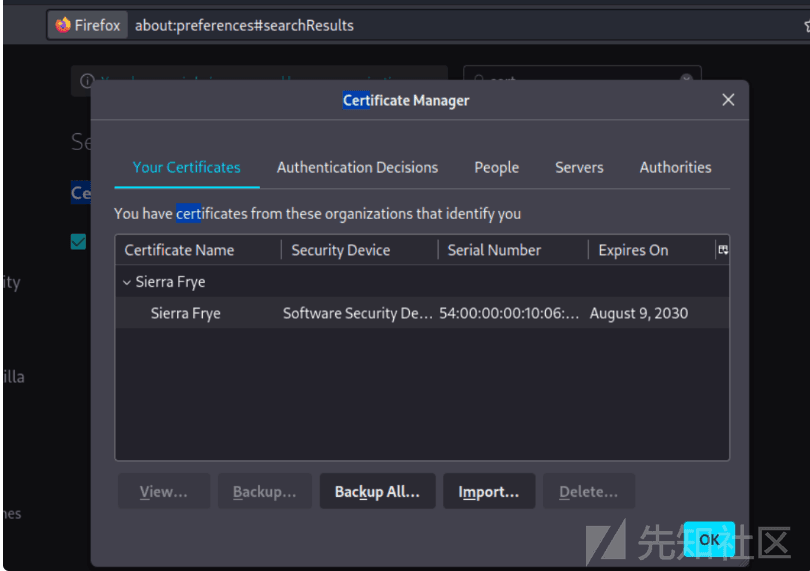 Firefox about:preferences#searchResults
Certificate Manager
Se
Your Certificates Authentication Decisions People Servers Authorities
Ce
You have certificates from these organizations that identify you
Certificate Name Security Device Serial Number Expires On
Sierra Frye
ity
Sierra Frye Software Security De... 54:00:00:00:10:06:... August 9, 2030
illa
View... Backup... Backup All... Import... Delete...
nes
OK
先知社区